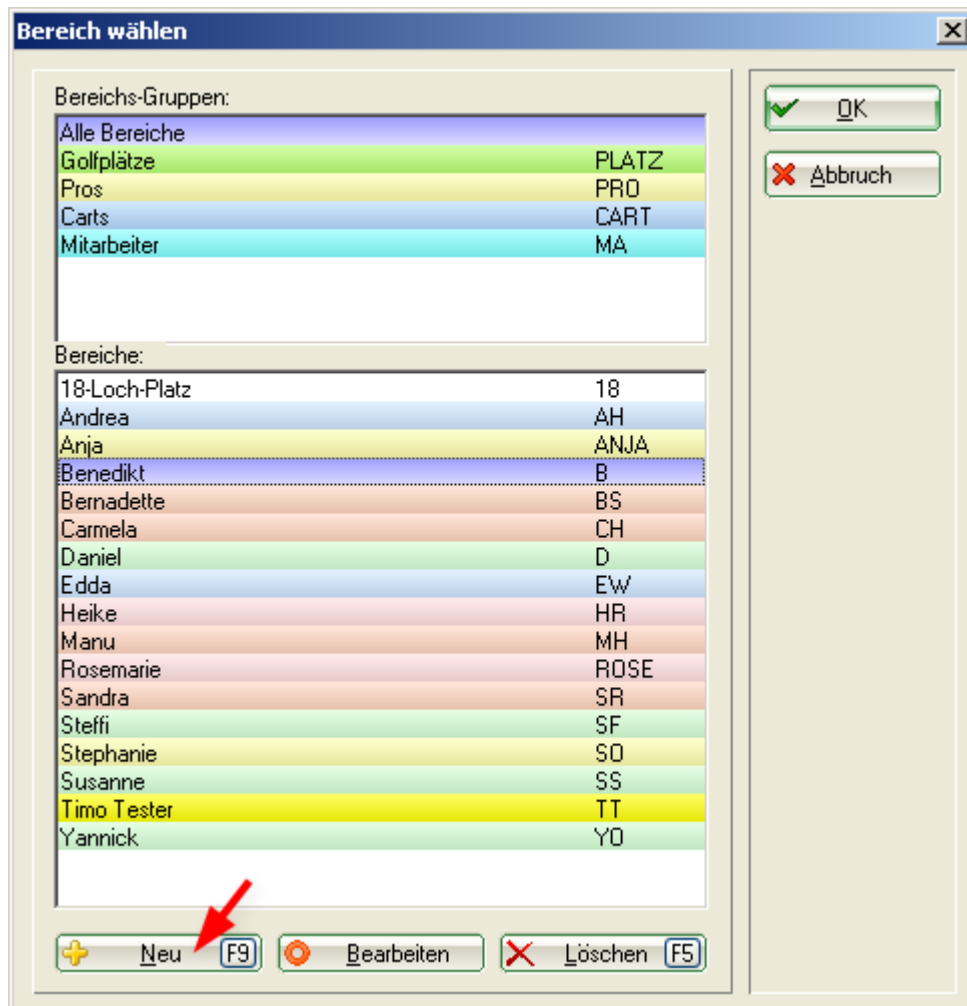 Bereich wählen
Bereichs-Gruppen:
Alle Bereiche
Golfplätze PLATZ
Pros PRO
Carts CART
Mitarbeiter MA
Bereiche:
18-Loch-Platz 18
Andrea AH
Anja ANJA
Benedikt B
Bernadette BS
Carmela CH
Daniel D
Edda EW
Heike HR
Manu MH
Rosemarie ROSE
Sandra SR
Steffi SF
Stephanie SO
Susanne SS
Timo Tester TT
Yannick YO
Neu F9 Bearbeiten Löschen F5
OK
Abbruch